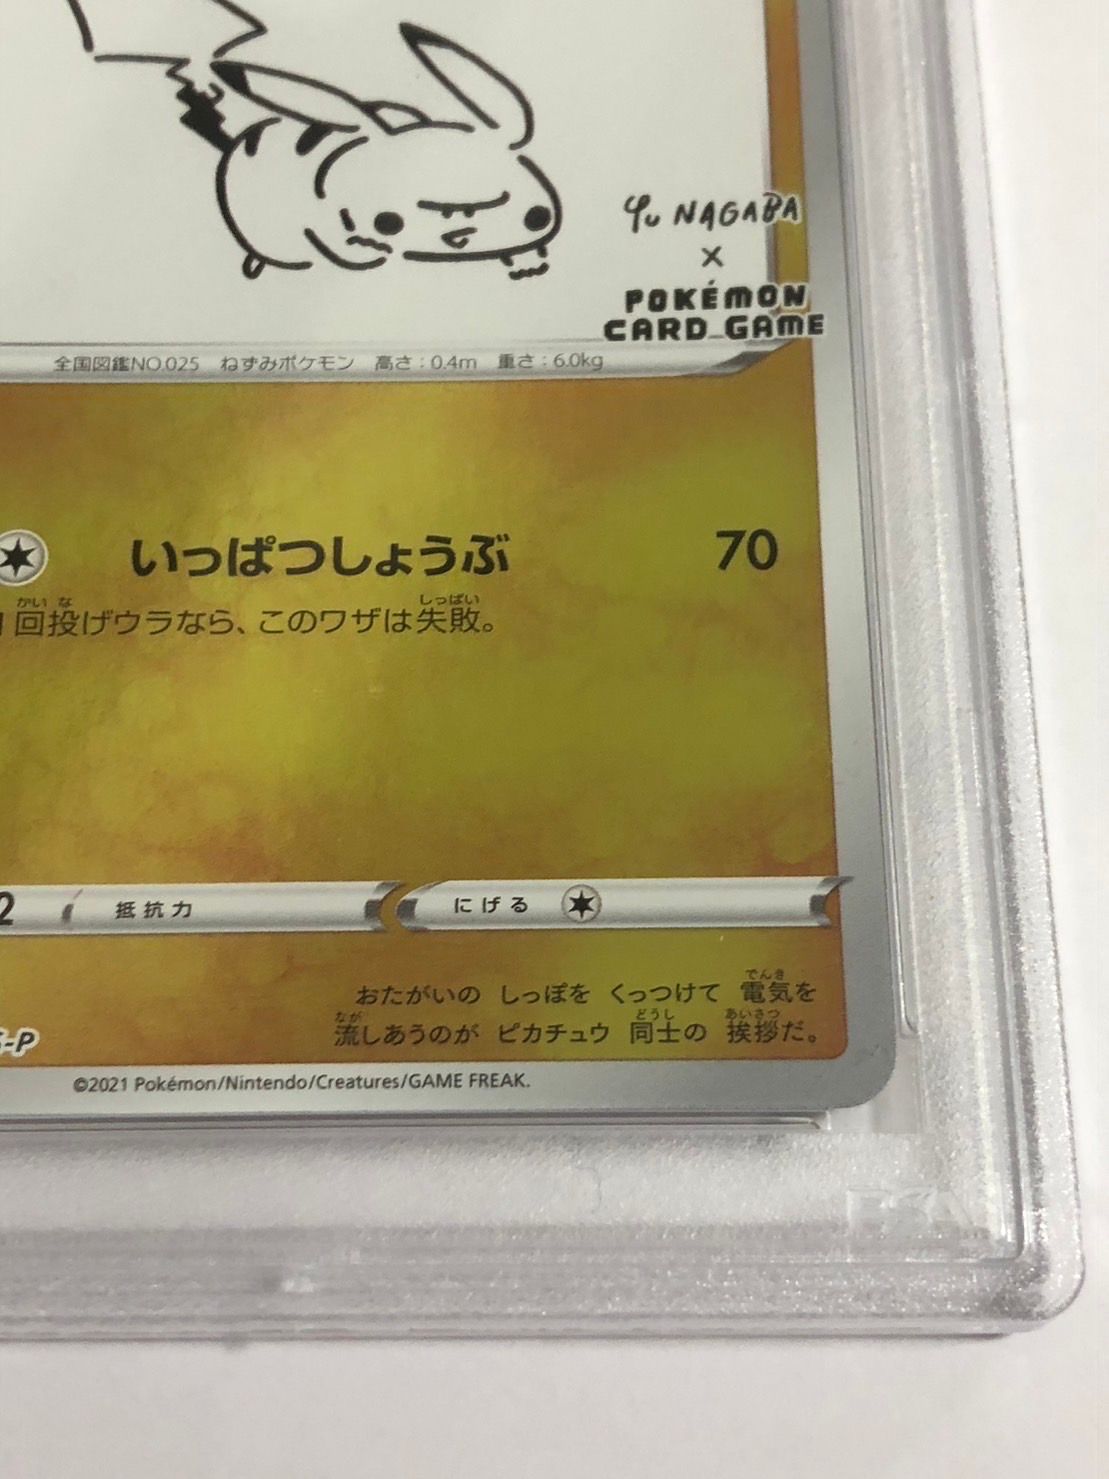 Yu NAGABA
×
POKÉMON
CARD GAME
全国図鑑NO.025 ねずみポケモン 高さ：0.4m 重さ：6.0kg
いっぱつしょうぶ 70
回投げウラなら、このワザは失敗。
2 抵抗力 にげる
おたがいの しっぽを くっつけて 電気を
流しあうのが ピカチュウ 同士の 挨拶だ。
-P
©2021 Pokémon/Nintendo/Creatures/GAME FREAK.
PSA